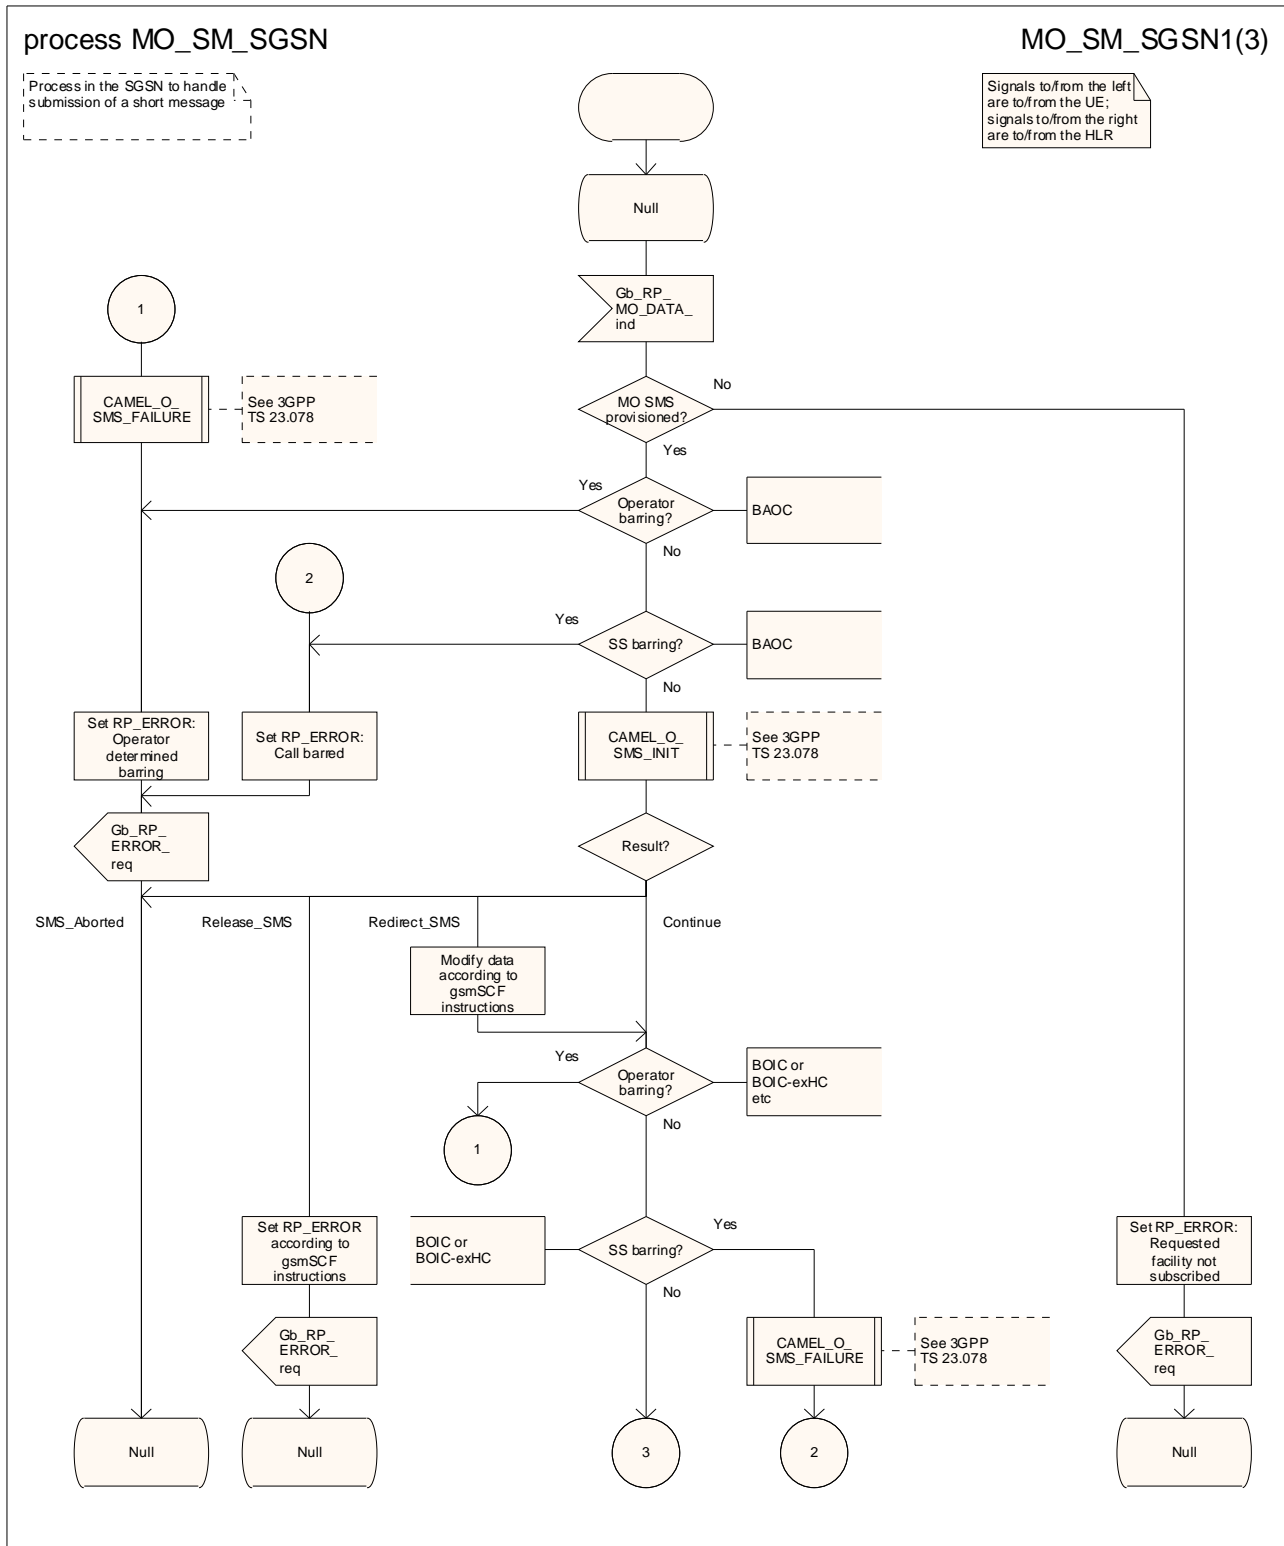 process MO_SM_SGSN
MO_SM_SGSN1(3)
Process in the SGSN to handle
submission of a short message
Signals to/from the left
are to/from the UE;
signals to/from the right
are to/from the HLR
Null
Gb_RP_
MO_DATA_
ind
1
CAMEL_O_
SMS_FAILURE
See 3GPP
TS 23.078
MO SMS
provisioned?
No
Yes
Yes
Operator
barring?
BAOC
No
2
Yes
SS barring?
BAOC
No
Set RP_ERROR:
Operator
determined
barring
Set RP_ERROR:
Call barred
CAMEL_O_
SMS_INIT
See 3GPP
TS 23.078
Gb_RP_
ERROR_
req
Result?
SMS_Aborted
Release_SMS
Redirect_SMS
Continue
Modify data
according to
gsmSCF
instructions
Yes
Operator
barring?
BOIC or
BOIC-exHC
etc
No
1
BOIC or
BOIC-exHC
SS barring?
Yes
No
Set RP_ERROR
according to
gsmSCF
instructions
Set RP_ERROR:
Requested
facility not
subscribed
Gb_RP_
ERROR_
req
CAMEL_O_
SMS_FAILURE
See 3GPP
TS 23.078
Gb_RP_
ERROR_
req
Null
Null
3
2
Null